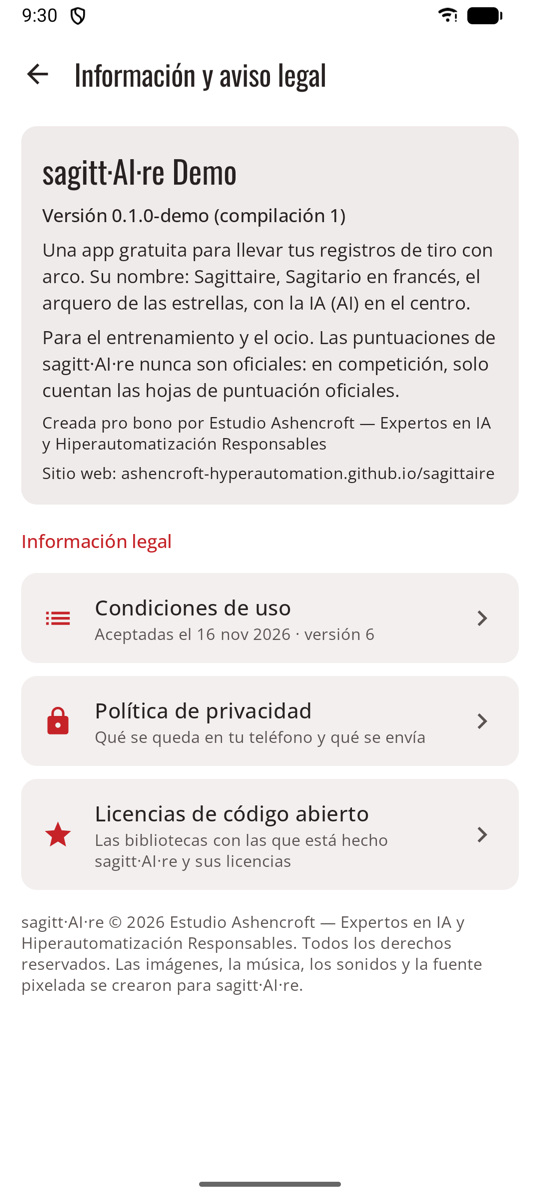 9:30
Información y aviso legal
sagitt·AI·re Demo
Versión 0.1.0-demo (compilación 1)
Una app gratuita para llevar tus registros de tiro con
arco. Su nombre: Sagittaire, Sagitario en francés, el
arquero de las estrellas, con la IA (AI) en el centro.
Para el entrenamiento y el ocio. Las puntuaciones de
sagitt·AI·re nunca son oficiales: en competición, solo
cuentan las hojas de puntuación oficiales.
Creada pro bono por Estudio Ashencroft — Expertos en IA
y Hiperautomatización Responsables
Sitio web: ashencroft-hyperautomation.github.io/sagittaire
Información legal
Condiciones de uso
Aceptadas el 16 nov 2026 · versión 6
Política de privacidad
Qué se queda en tu teléfono y qué se envía
Licencias de código abierto
Las bibliotecas con las que está hecho
sagitt·AI·re y sus licencias
sagitt·AI·re © 2026 Estudio Ashencroft — Expertos en IA y
Hiperautomatización Responsables. Todos los derechos
reservados. Las imágenes, la música, los sonidos y la fuente
pixelada se crearon para sagitt·AI·re.